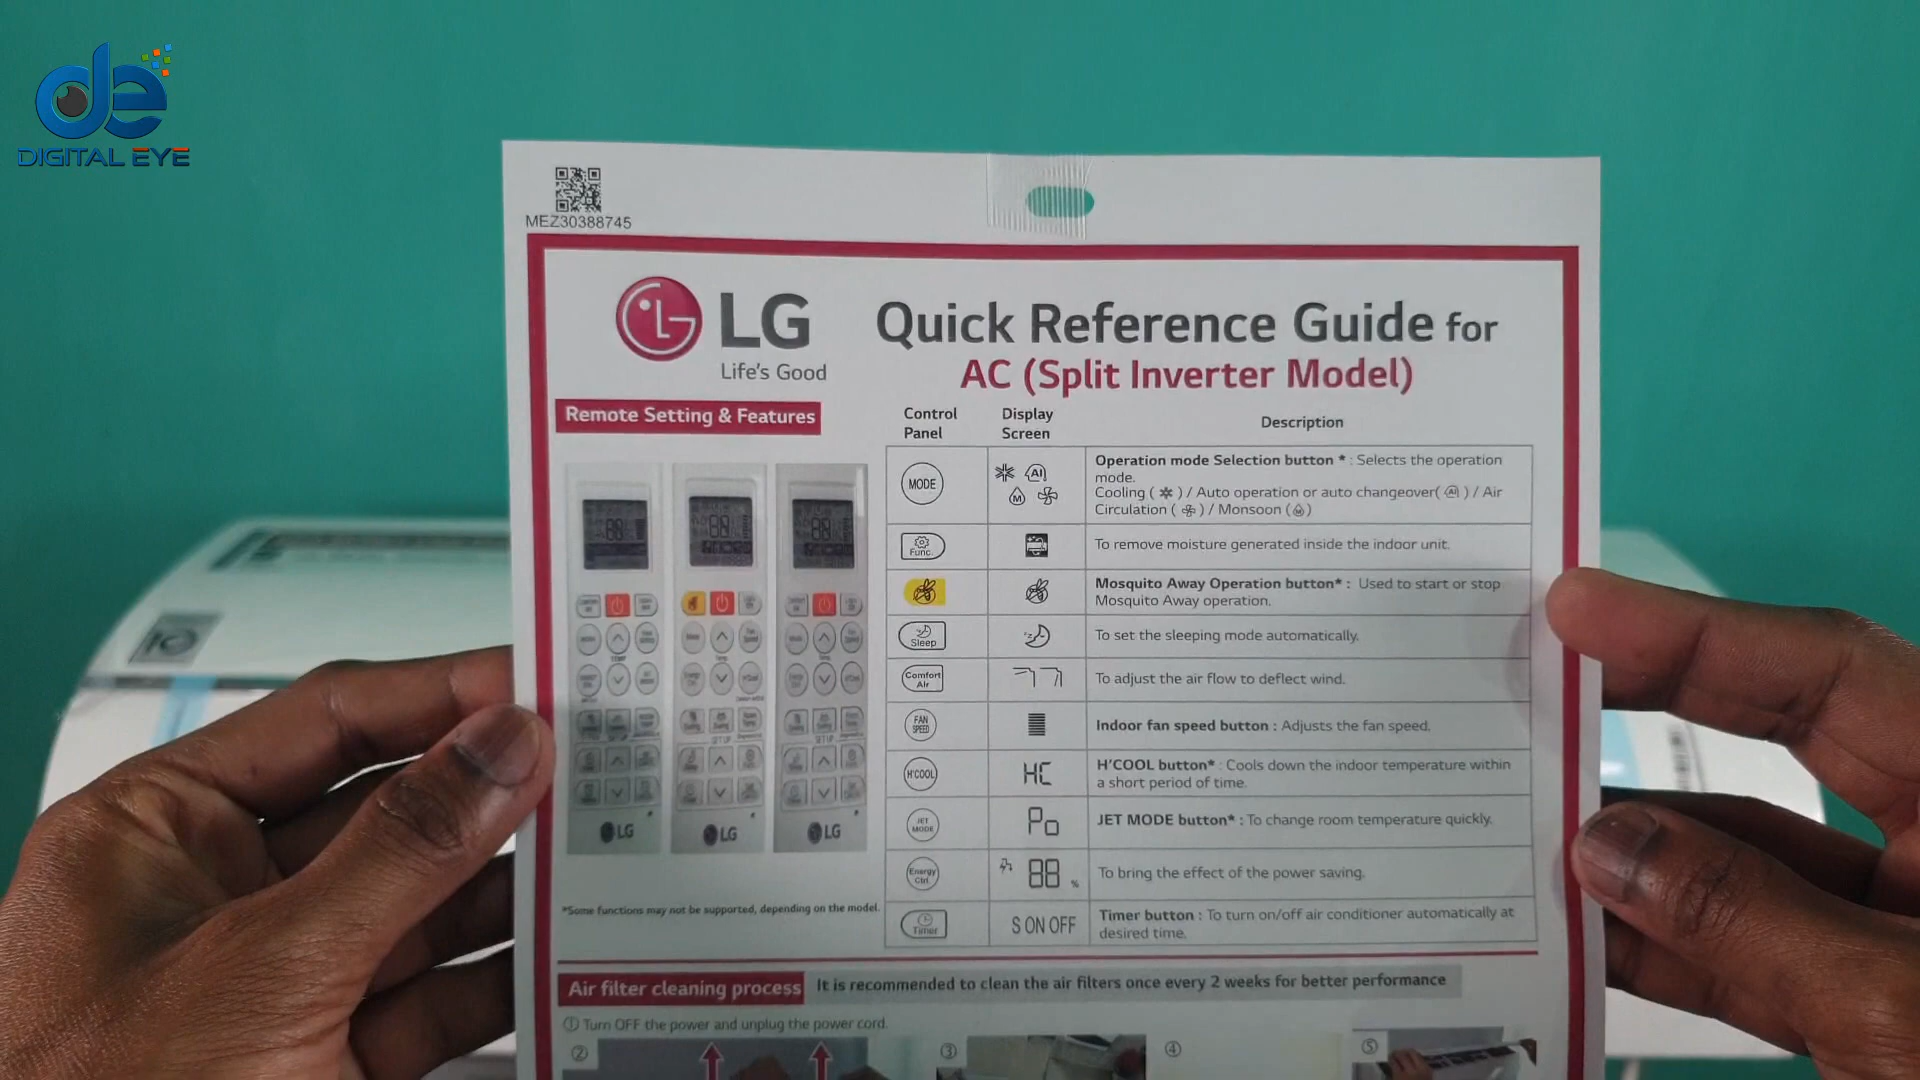 DIGITAL EYE
MEZ30388745
LG
Life's Good
Quick Reference Guide for
AC (Split Inverter Model)
Remote Setting & Features
Control Panel
Display Screen
Description
MODE
AI
M
Operation mode Selection button * : Selects the operation
mode.
Cooling ( ) / Auto operation or auto changeover( AI ) / Air
Circulation ( ) / Monsoon ( M )
Func.
To remove moisture generated inside the indoor unit.
Mosquito Away Operation button* : Used to start or stop
Mosquito Away operation.
Sleep
To set the sleeping mode automatically.
Comfort
Air
To adjust the air flow to deflect wind.
FAN
SPEED
Indoor fan speed button : Adjusts the fan speed.
H'COOL
HC
H'COOL button* : Cools down the indoor temperature within
a short period of time.
JET
MODE
Po
JET MODE button* : To change room temperature quickly.
Energy
Ctrl
88 %
To bring the effect of the power saving.
Timer
S ON OFF
Timer button : To turn on/off air conditioner automatically at
desired time.
LG
LG
LG
*Some functions may not be supported, depending on the model.
Air filter cleaning process
It is recommended to clean the air filters once every 2 weeks for better performance
① Turn OFF the power and unplug the power cord.
②
③
④
⑤